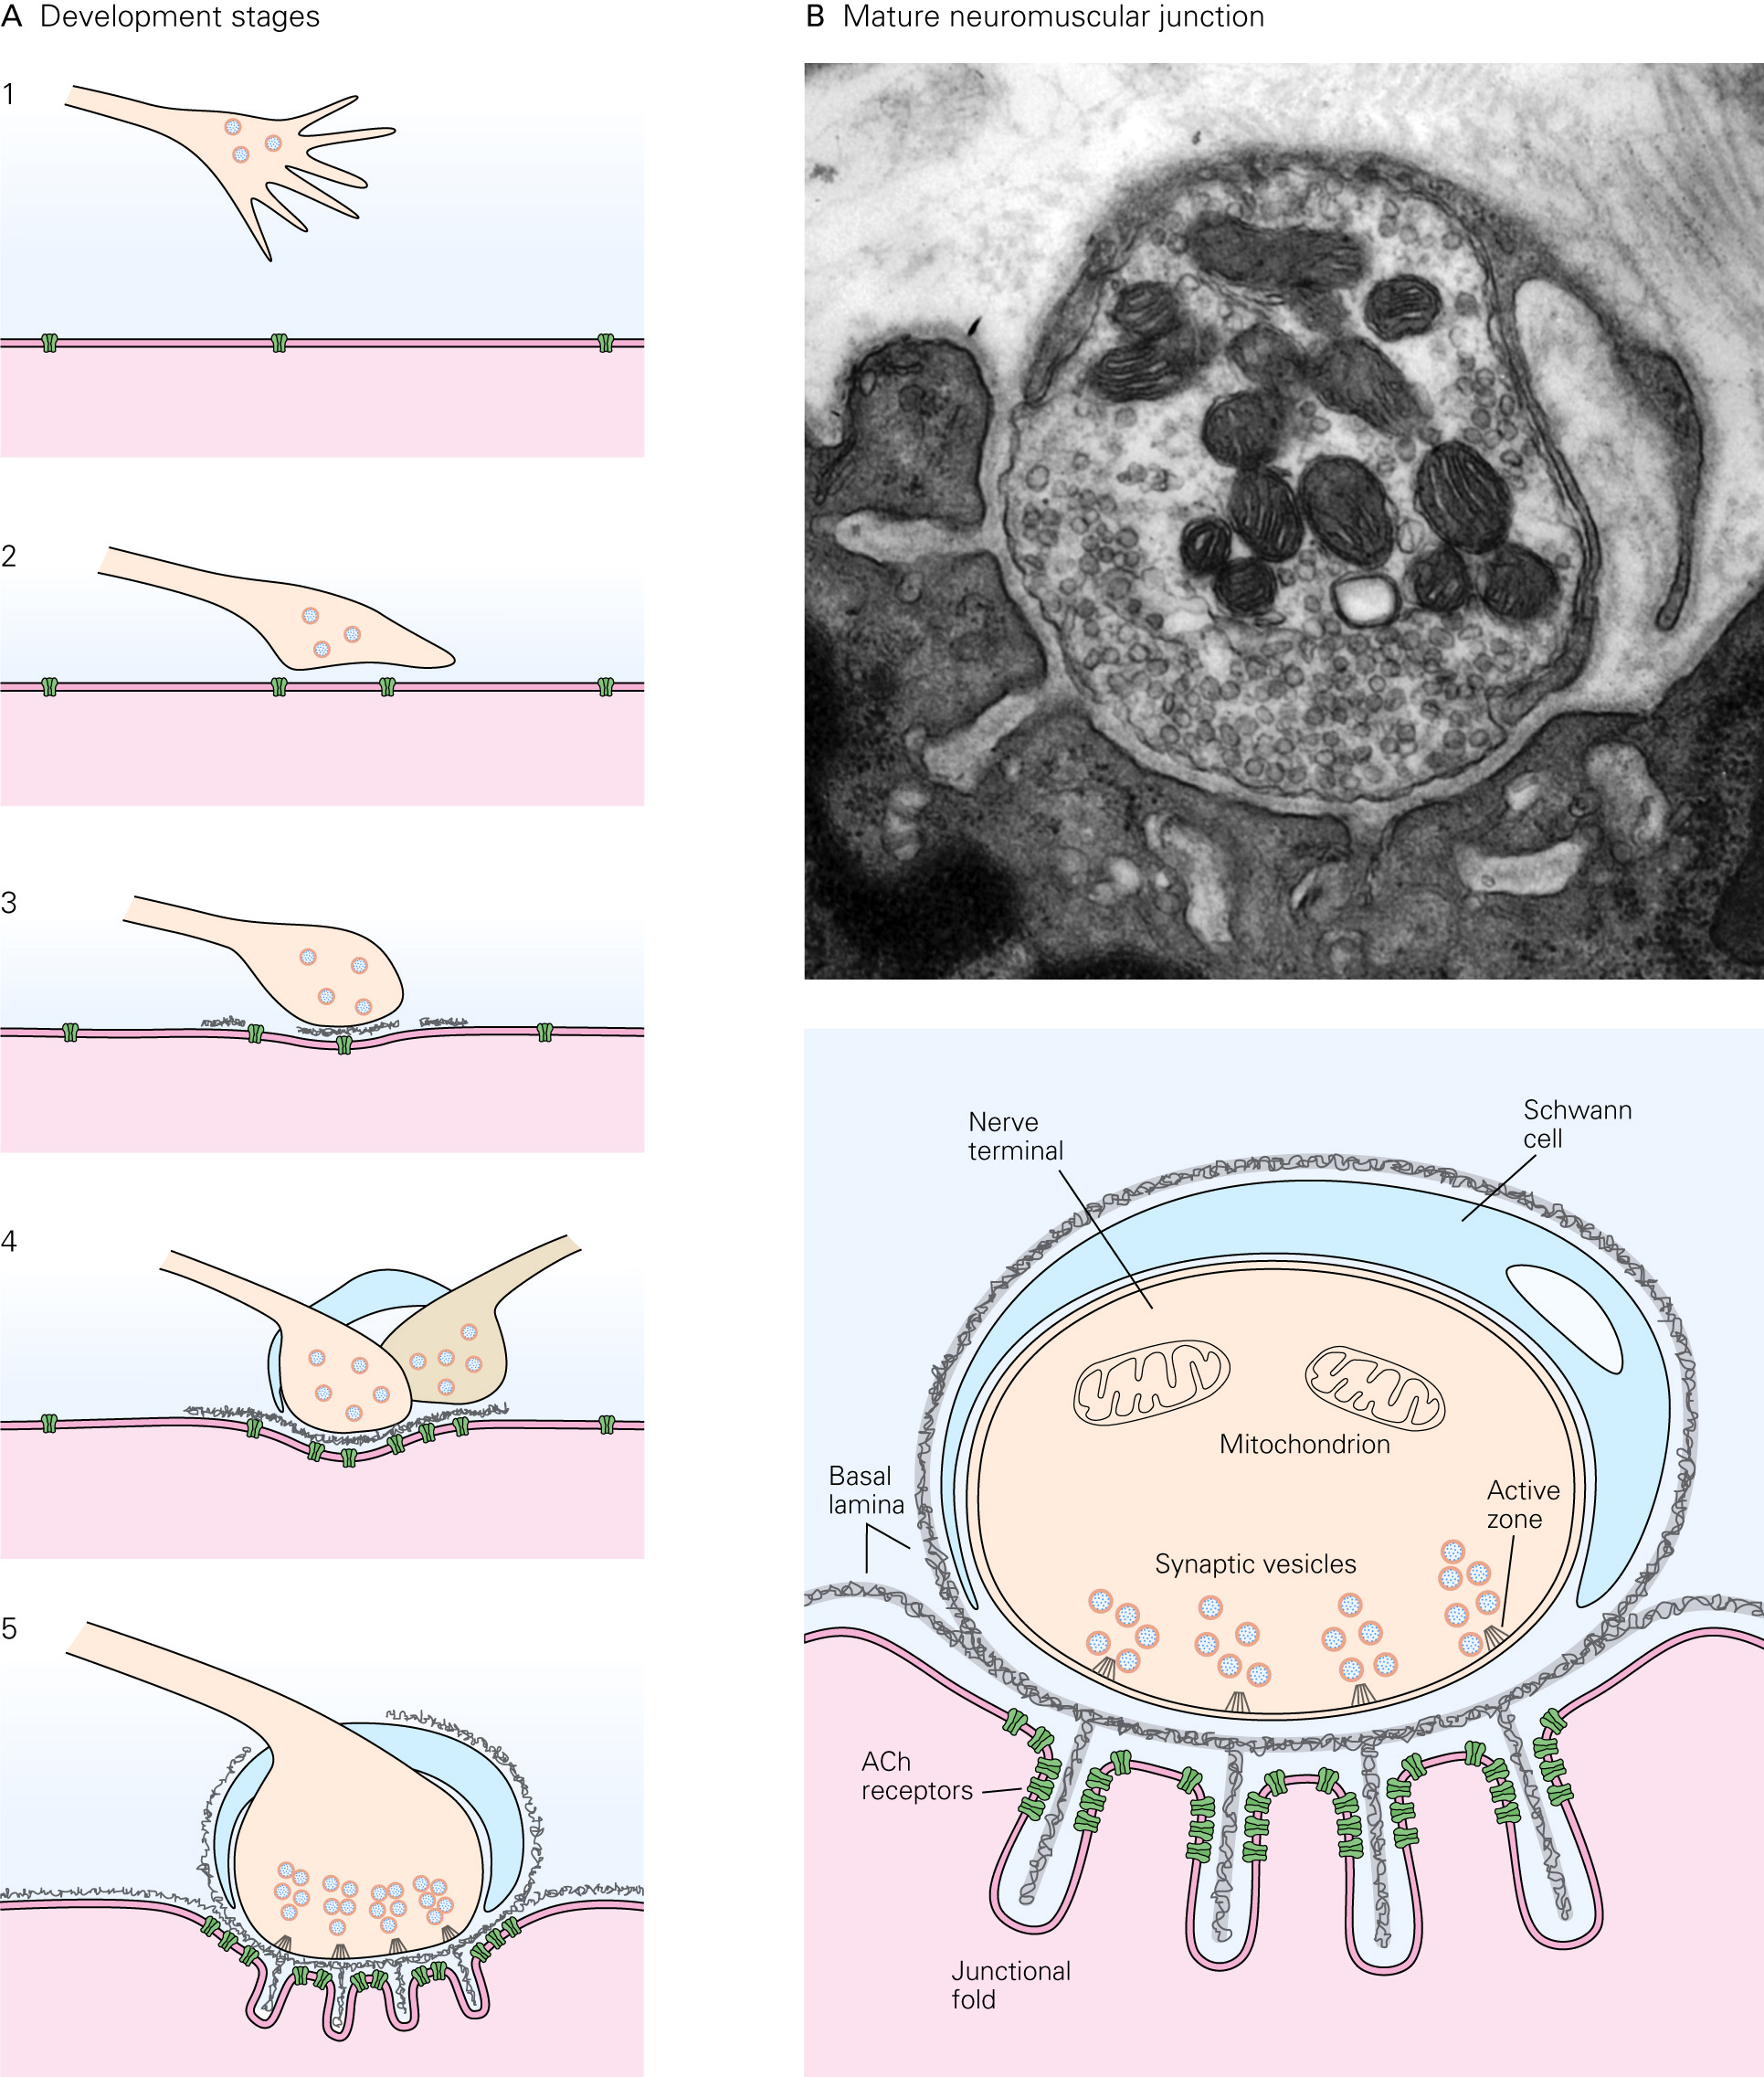 A Development stages
1
2
3
4
5
B Mature neuromuscular junction
Nerve
terminal
Schwann
cell
Mitochondrion
Basal
lamina
Active
zone
Synaptic vesicles
ACh
receptors
Junctional
fold